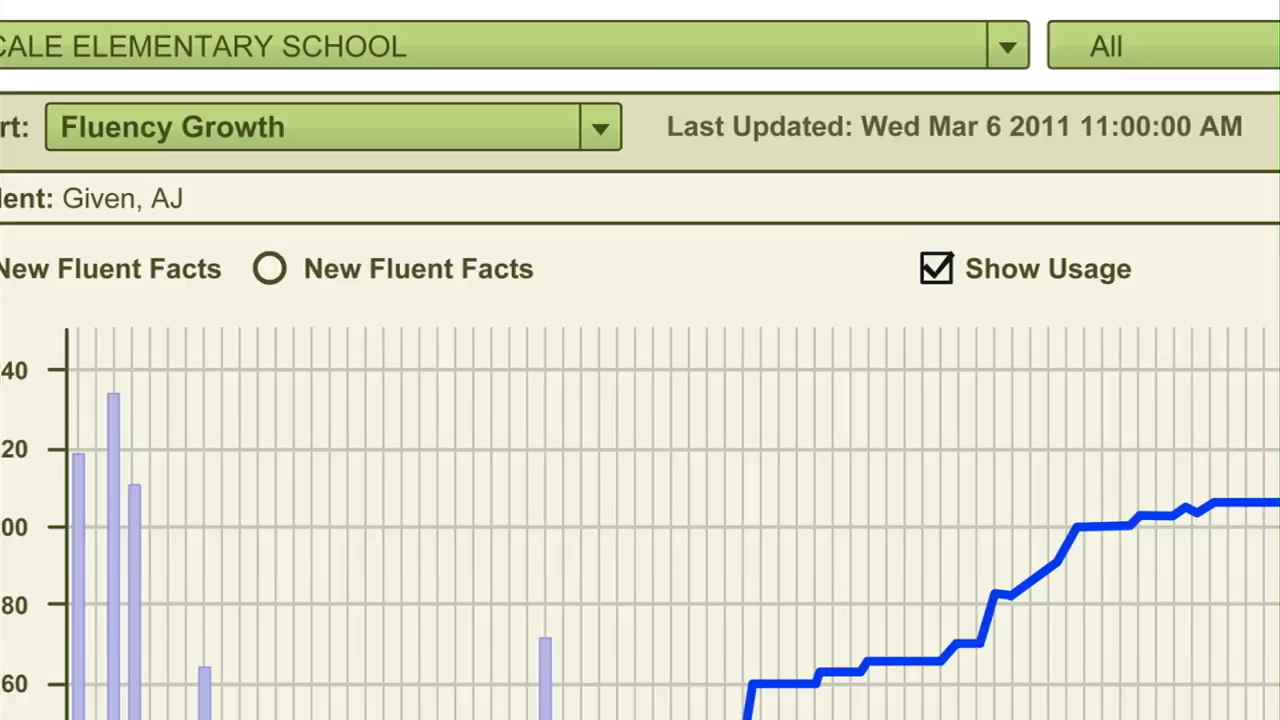 CALE ELEMENTARY SCHOOL All
rt: Fluency Growth Last Updated: Wed Mar 6 2011 11:00:00 AM
lent: Given, AJ
New Fluent Facts New Fluent Facts Show Usage
40
20
00
80
60